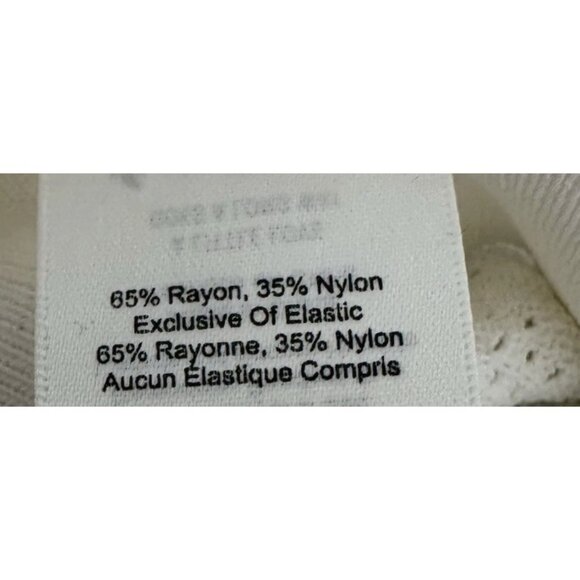 65% Rayon, 35% Nylon
Exclusive Of Elastic
65% Rayonne, 35% Nylon
Aucun Élastique Compris